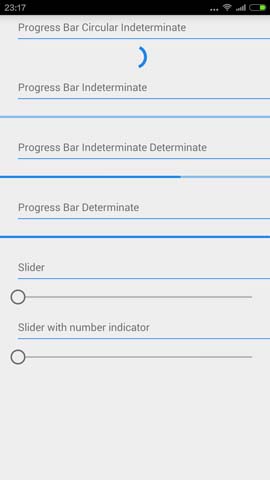 23:17
Progress Bar Circular Indeterminate
Progress Bar Indeterminate
Progress Bar Indeterminate Determinate
Progress Bar Determinate
Slider
Slider with number indicator